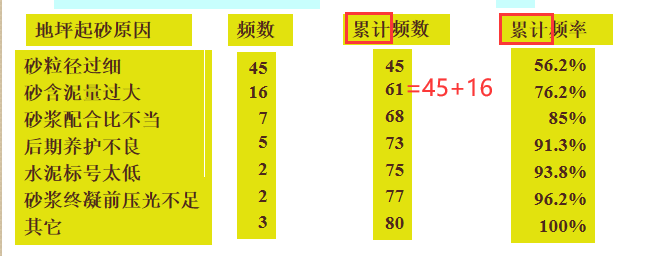 地坪起砂原因 频数 累计频数 累计频率
砂粒径过细 45 45 56.2%
砂含泥量过大 16 61=45+16 76.2%
砂浆配合比不当 7 68 85%
后期养护不良 5 73 91.3%
水泥标号太低 2 75 93.8%
砂浆终凝前压光不足 2 77 96.2%
其它 3 80 100%